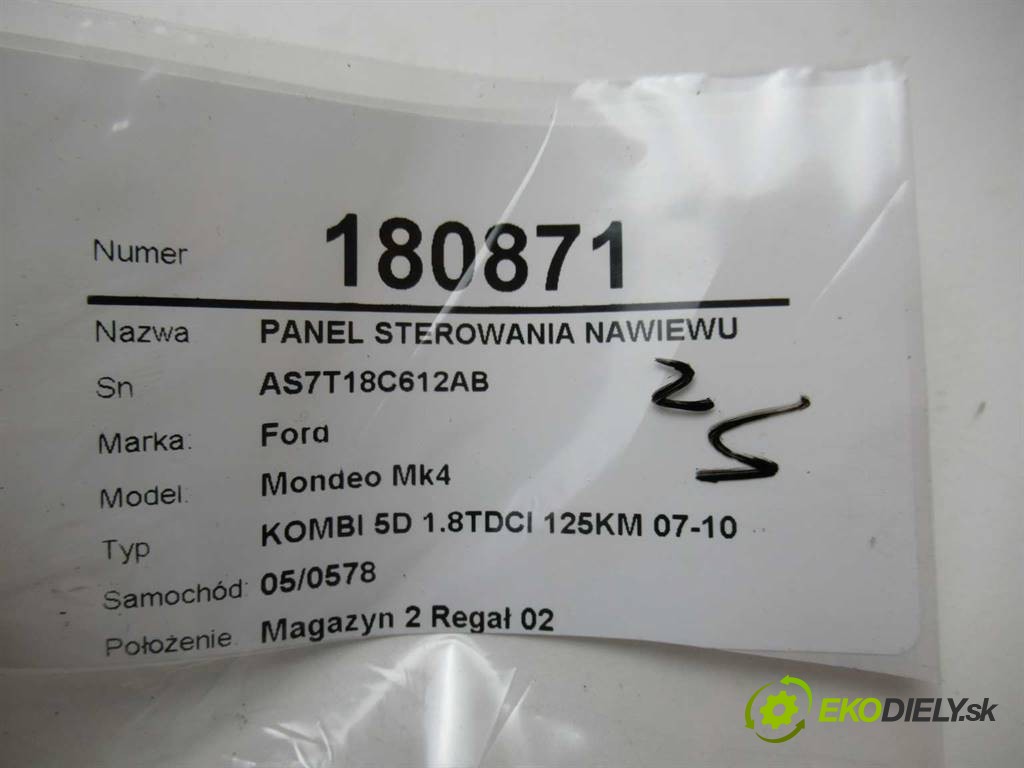 Numer 180871
Nazwa PANEL STEROWANIA NAWIEWU
Sn AS7T18C612AB
Marka: Ford
Model: Mondeo Mk4
Typ KOMBI 5D 1.8TDCI 125KM 07-10
Samochód: 05/0578
Położenie: Magazyn 2 Regał 02
2
EKODIELY.sk